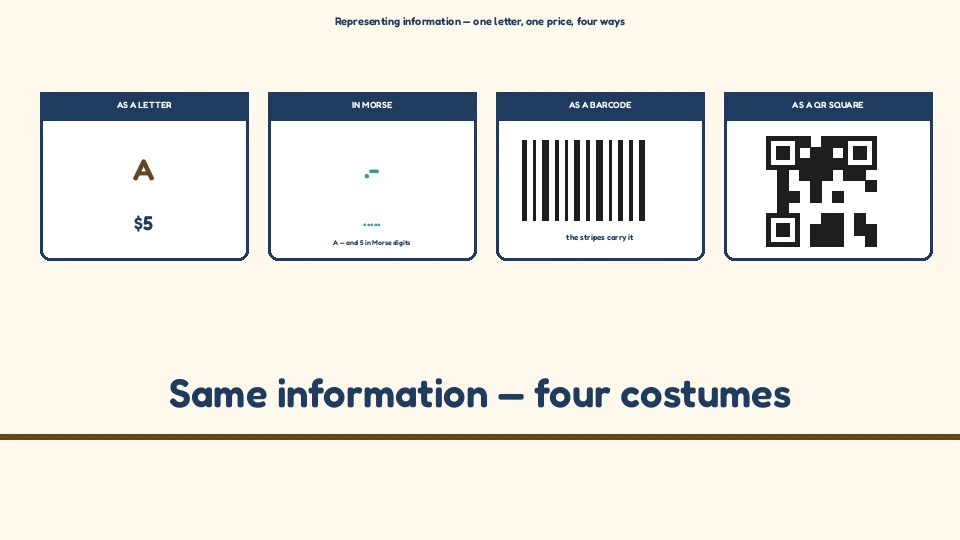 Representing information — one letter, one price, four ways
AS A LETTER
A
$5
IN MORSE
.–
.....
A — and 5 in Morse digits
AS A BARCODE
the stripes carry it
AS A QR SQUARE
Same information — four costumes